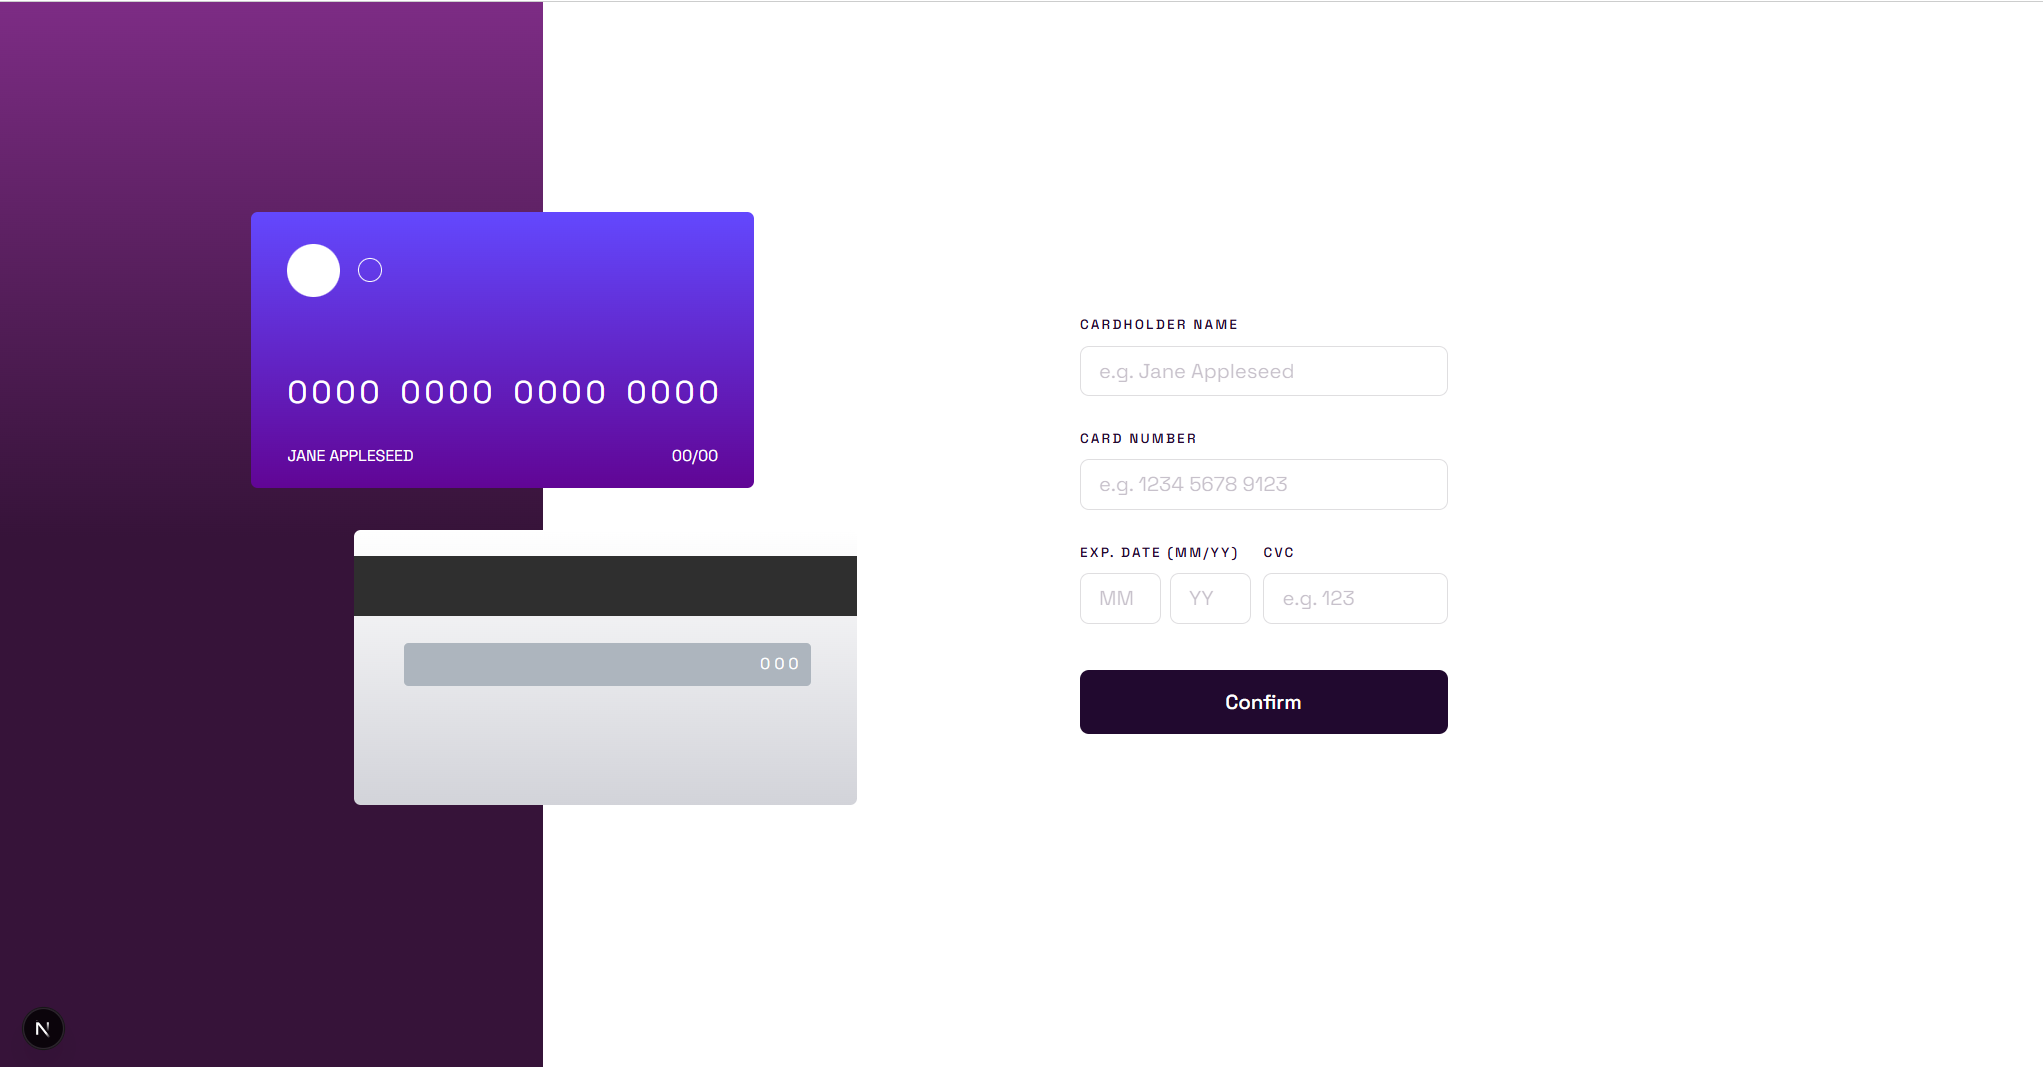 0000 0000 0000 0000
JANE APPLESEED 00/00
000
CARDHOLDER NAME
e.g. Jane Appleseed
CARD NUMBER
e.g. 1234 5678 9123
EXP. DATE (MM/YY) CVC
MM YY e.g. 123
Confirm
N